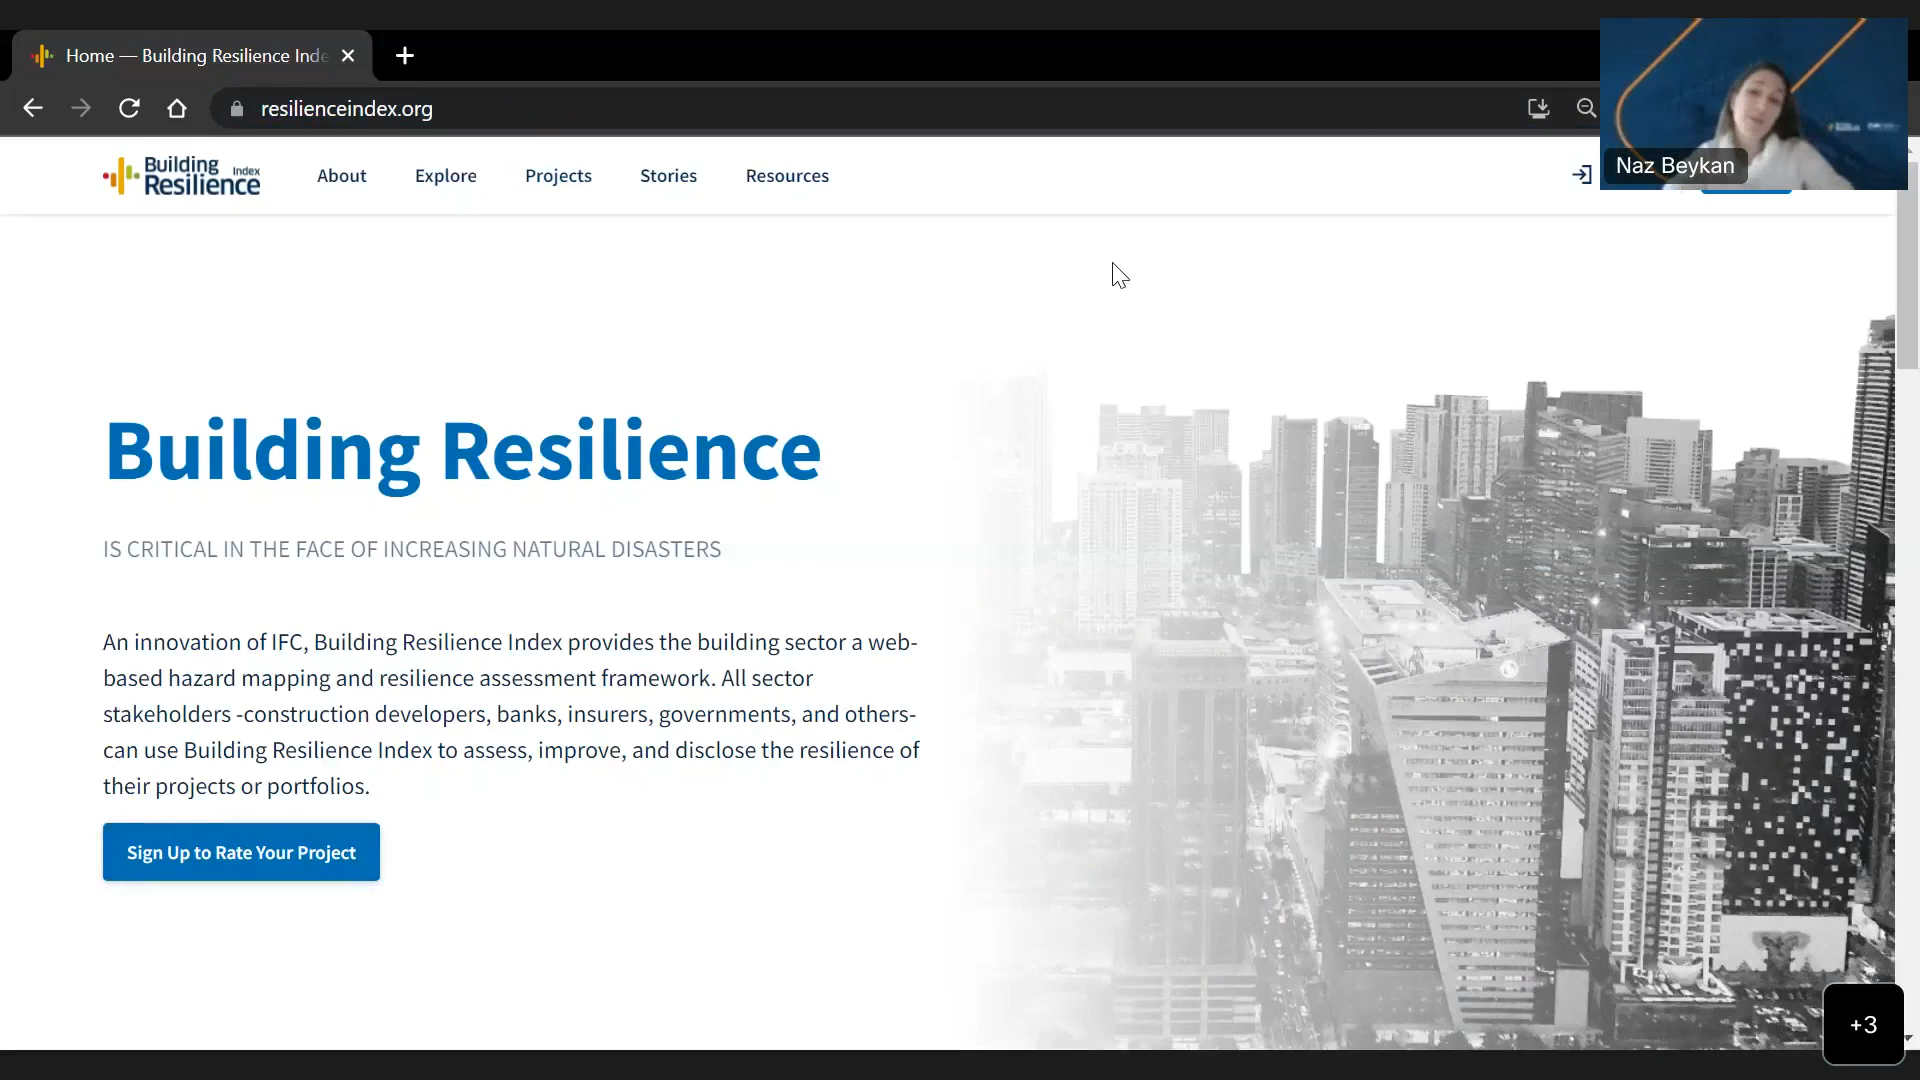 Home — Building Resilience Inde
resilienceindex.org
Naz Beykan
Building
Resilience
Index
About
Explore
Projects
Stories
Resources
Building Resilience
IS CRITICAL IN THE FACE OF INCREASING NATURAL DISASTERS
An innovation of IFC, Building Resilience Index provides the building sector a web-
based hazard mapping and resilience assessment framework. All sector
stakeholders -construction developers, banks, insurers, governments, and others-
can use Building Resilience Index to assess, improve, and disclose the resilience of
their projects or portfolios.
Sign Up to Rate Your Project
+3